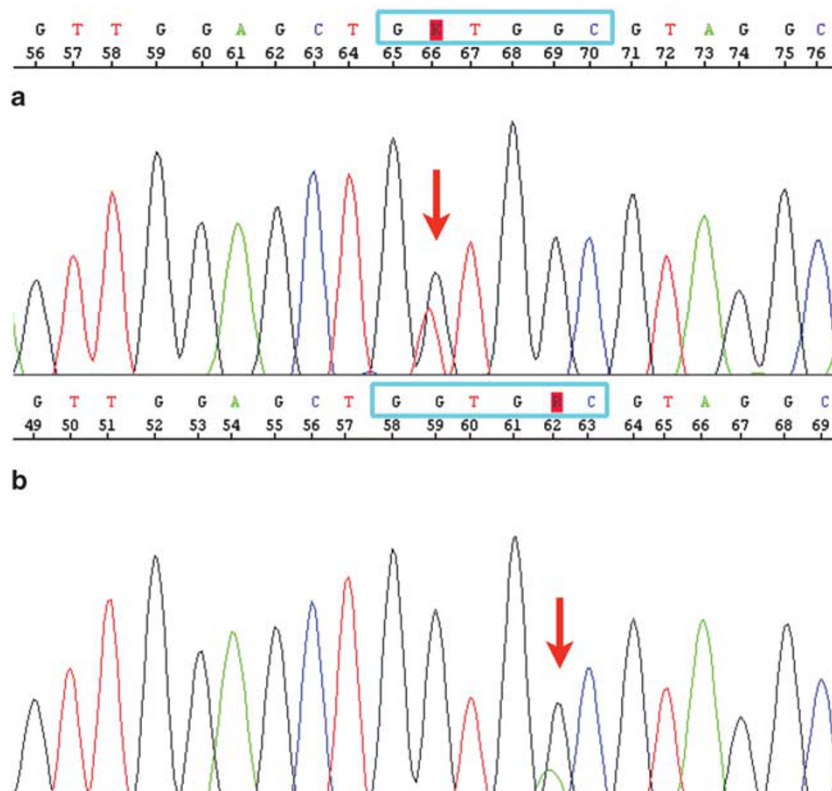 G T T G G A G C T G K T G G C G T A G G C
56 57 58 59 60 61 62 63 64 65 66 67 68 69 70 71 72 73 74 75 76
a
G T T G G A G C T G G T G R C G T A G G C
49 50 51 52 53 54 55 56 57 58 59 60 61 62 63 64 65 66 67 68 69
b